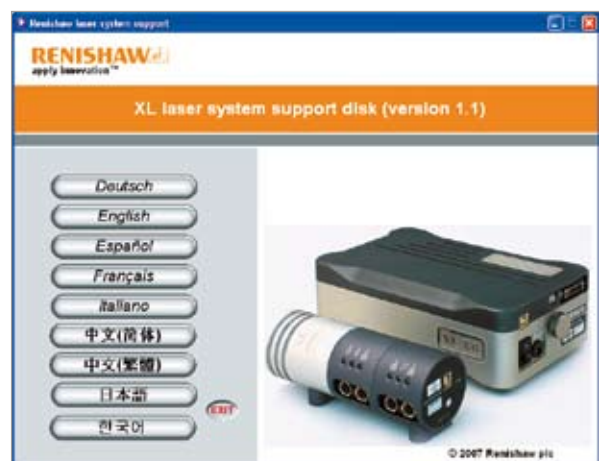 Renishaw laser system support
RENISHAW
apply innovation™
XL laser system support disk (version 1.1)
Deutsch
English
Español
Français
Italiano
中文(简体)
中文(繁體)
日本語
EXIT
한국어
© 2007 Renishaw plc